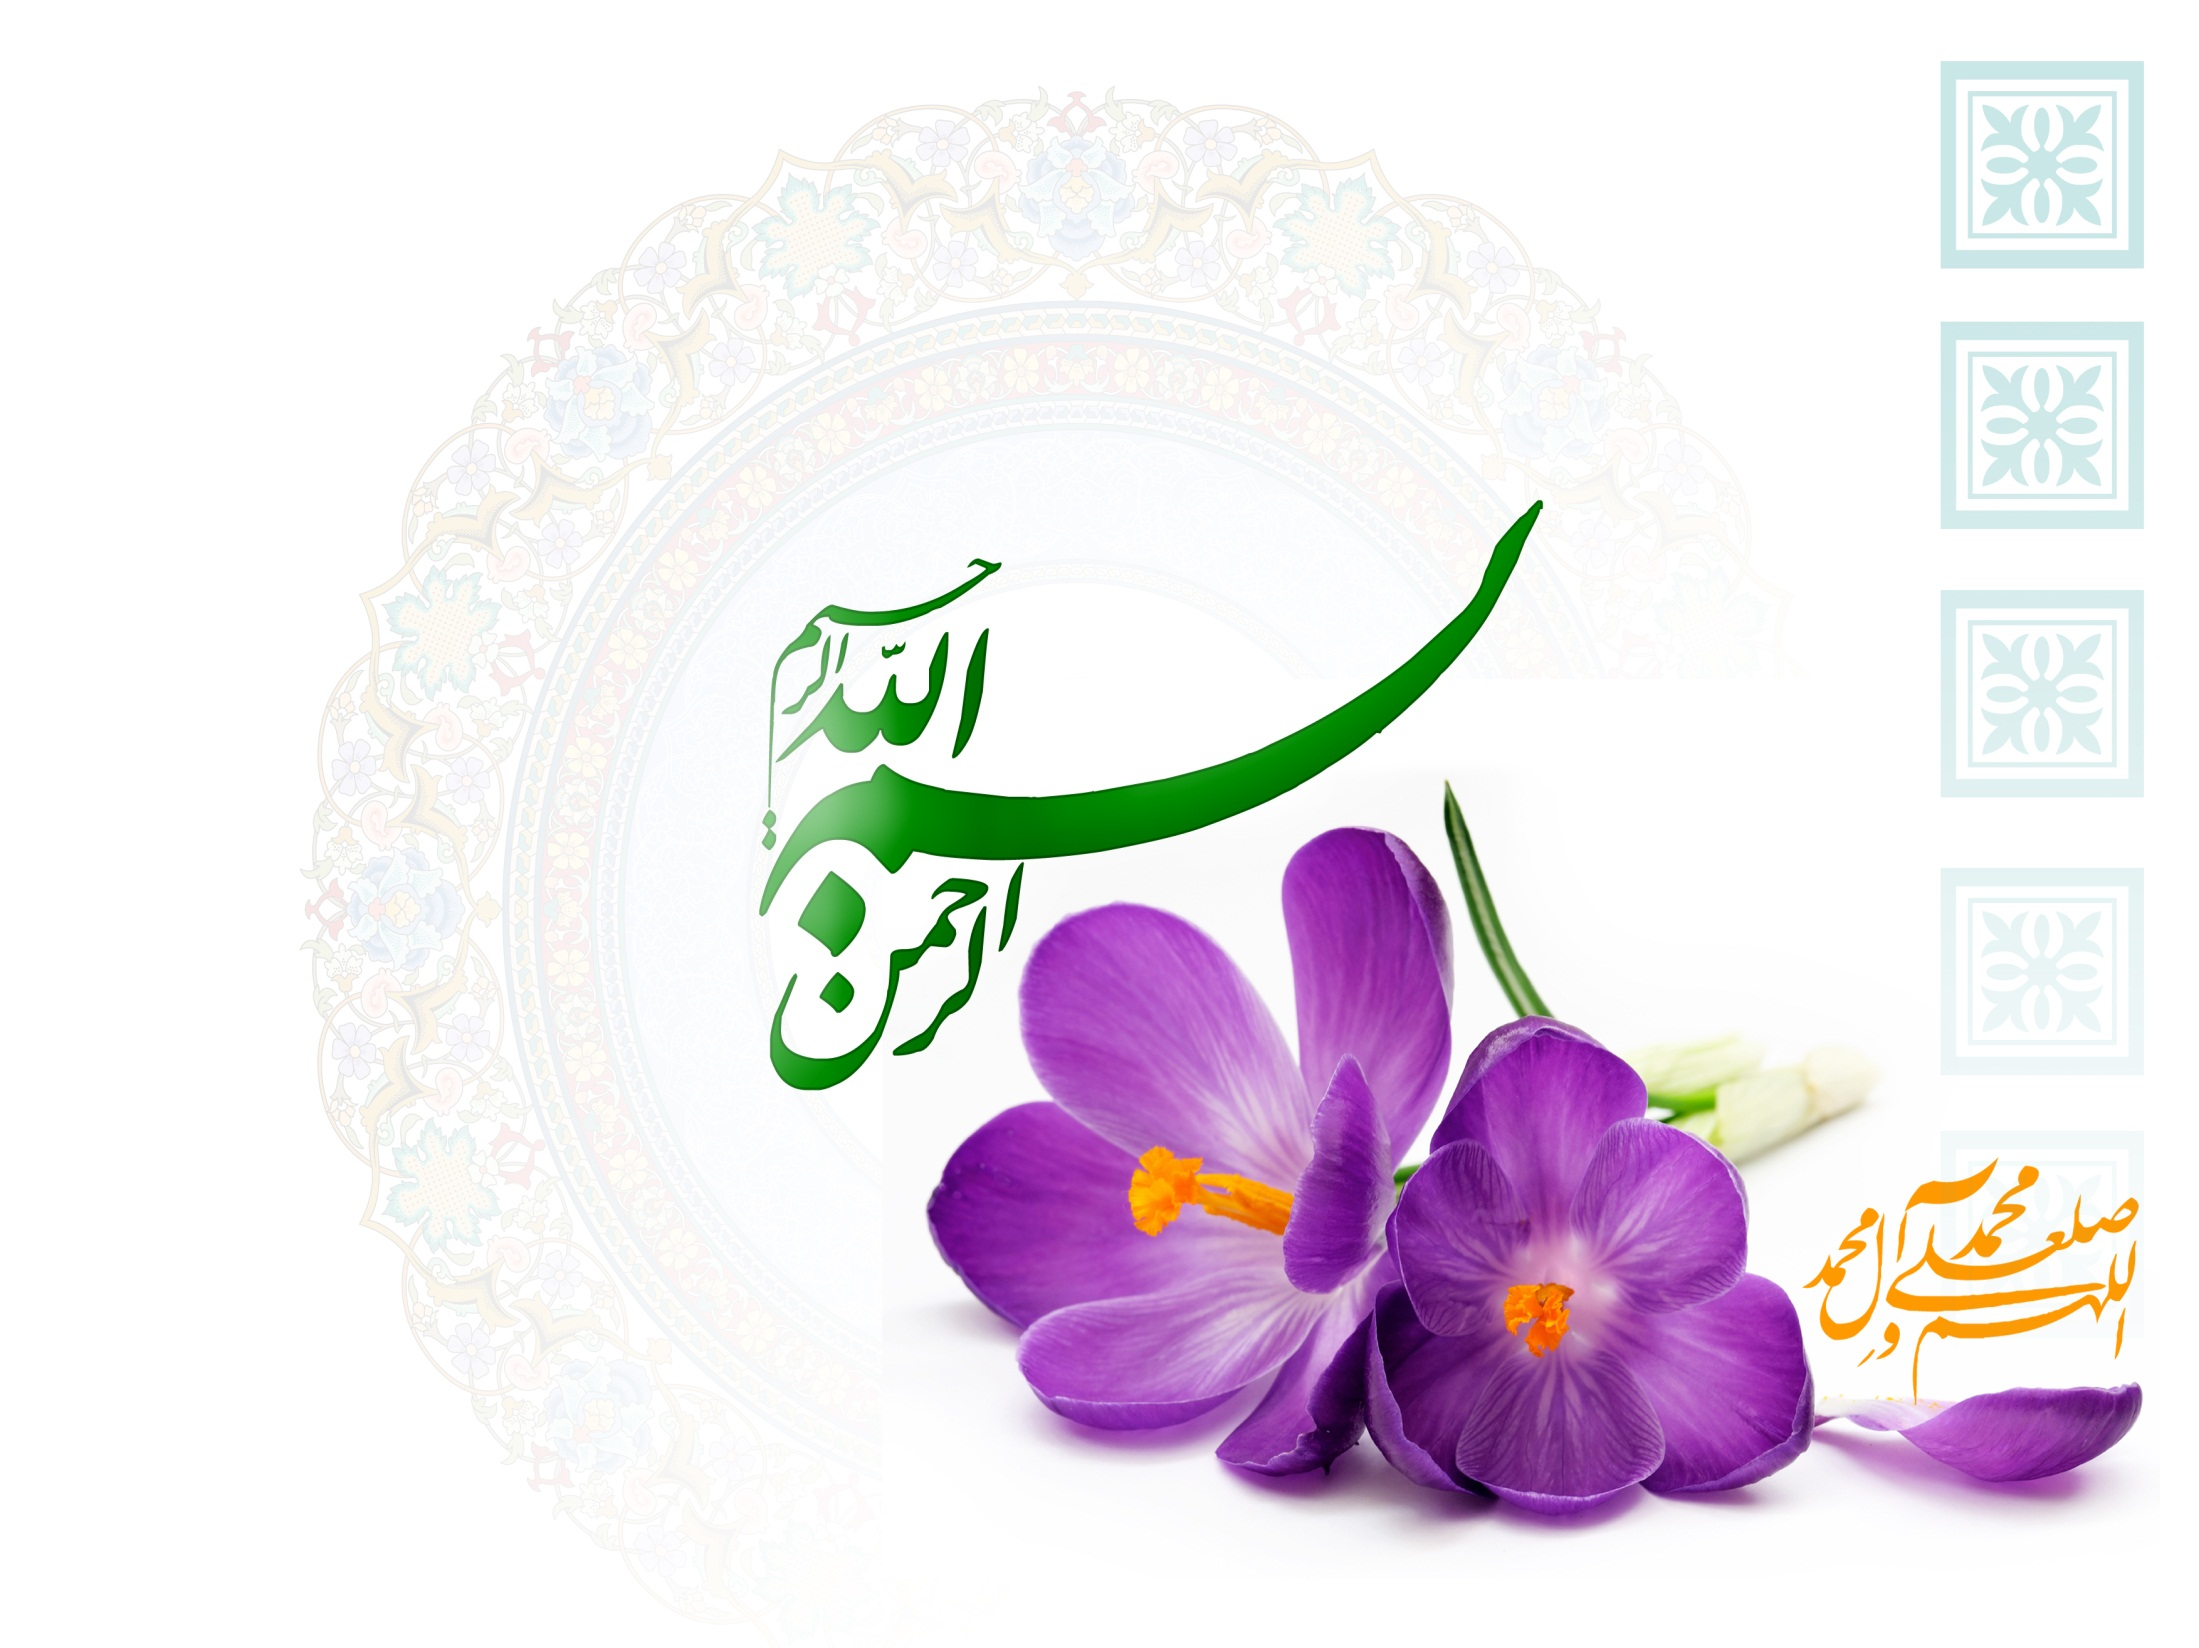 بسم الله الرحمن الرحیم
اللهم صل علی محمد و آل محمد